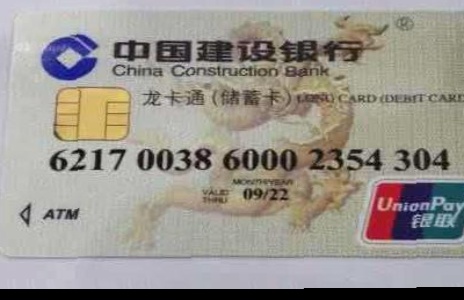 ®
中国建设银行
China Construction Bank
龙卡通(储蓄卡) LONG CARD (DEBIT CARD
6217 0038 6000 2354 304
MONTH/YEAR
VALID THRU 09/22
ATM
UnionPay
银联